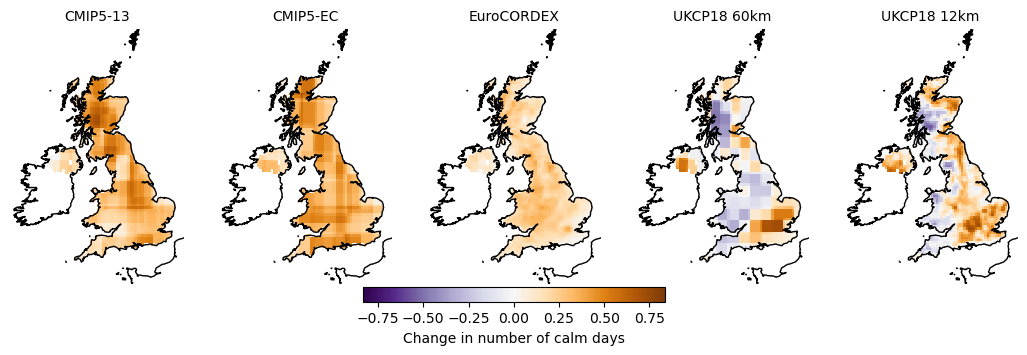 CMIP5-13 CMIP5-EC EuroCORDEX UKCP18 60km UKCP18 12km
−0.75 −0.50 −0.25 0.00 0.25 0.50 0.75
Change in number of calm days